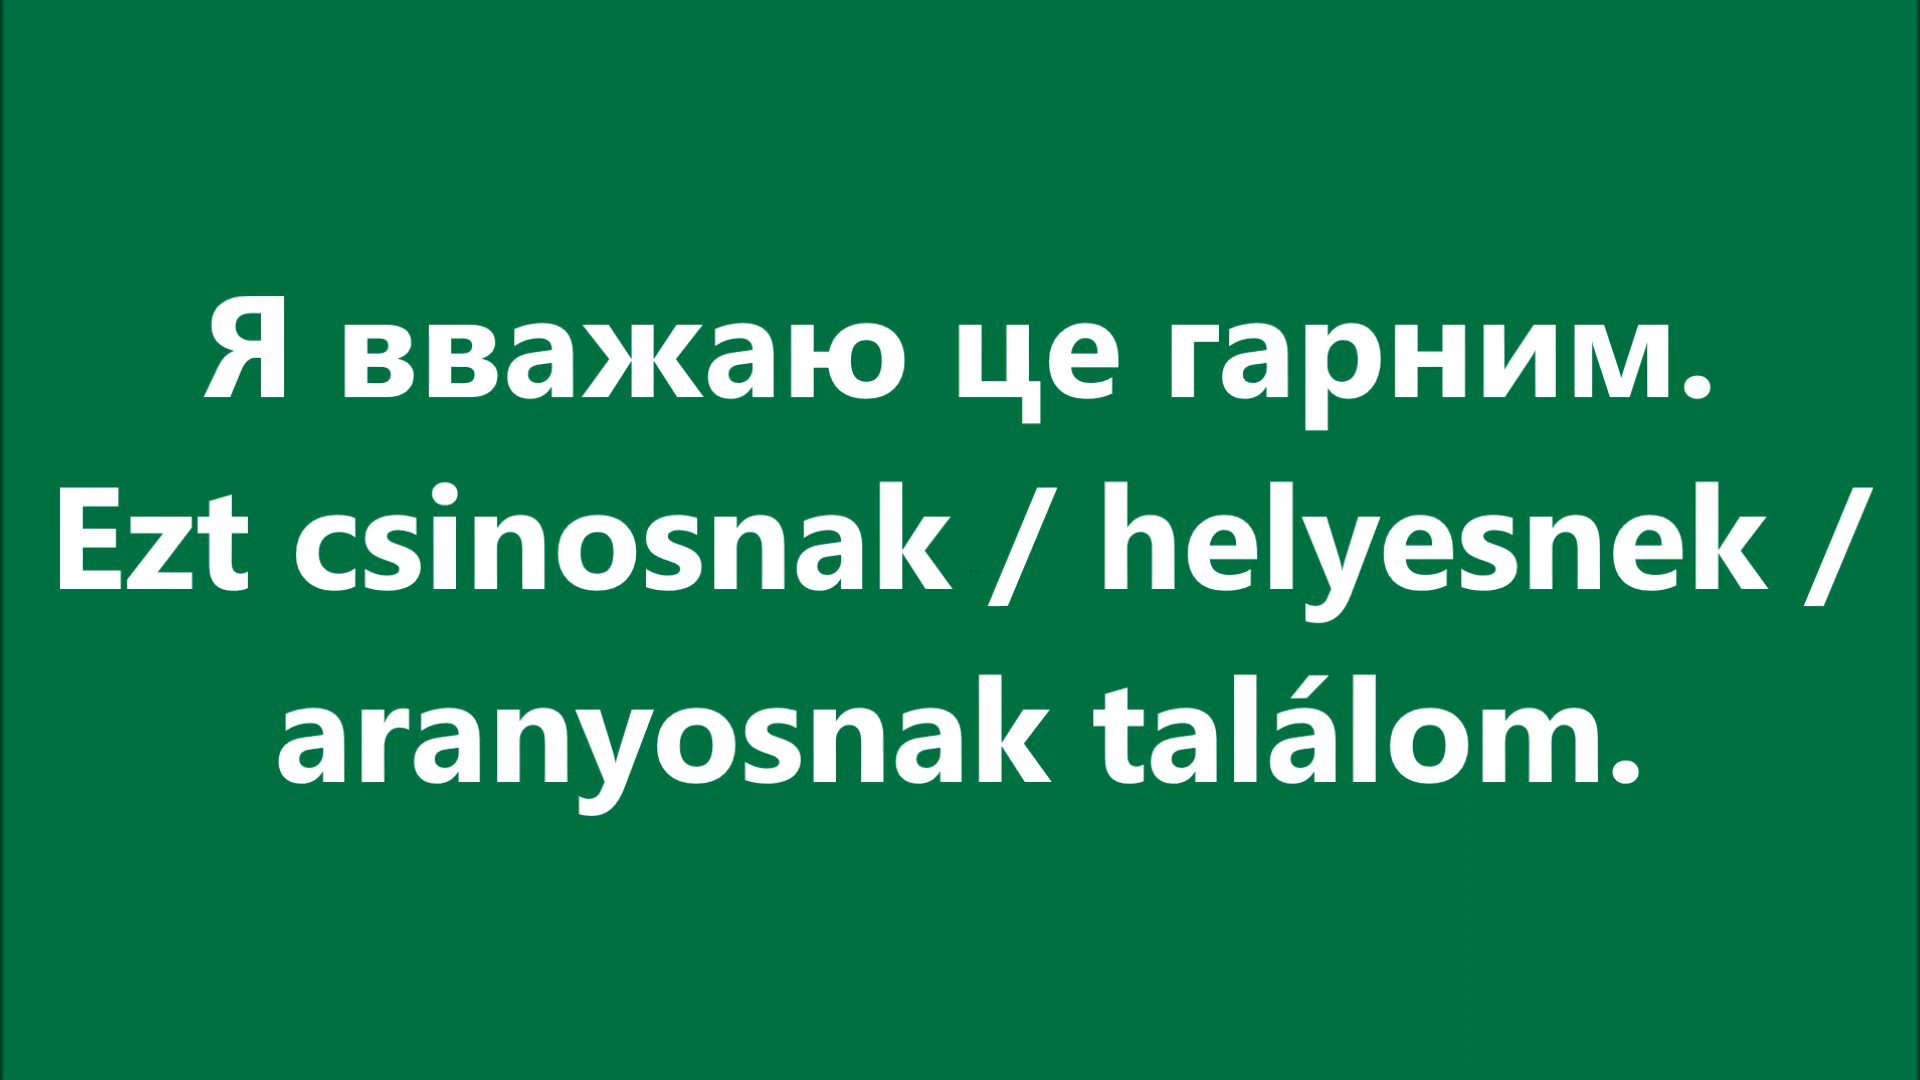 Я вважаю це гарним.
Ezt csinosnak / helyesnek /
aranyosnak találom.